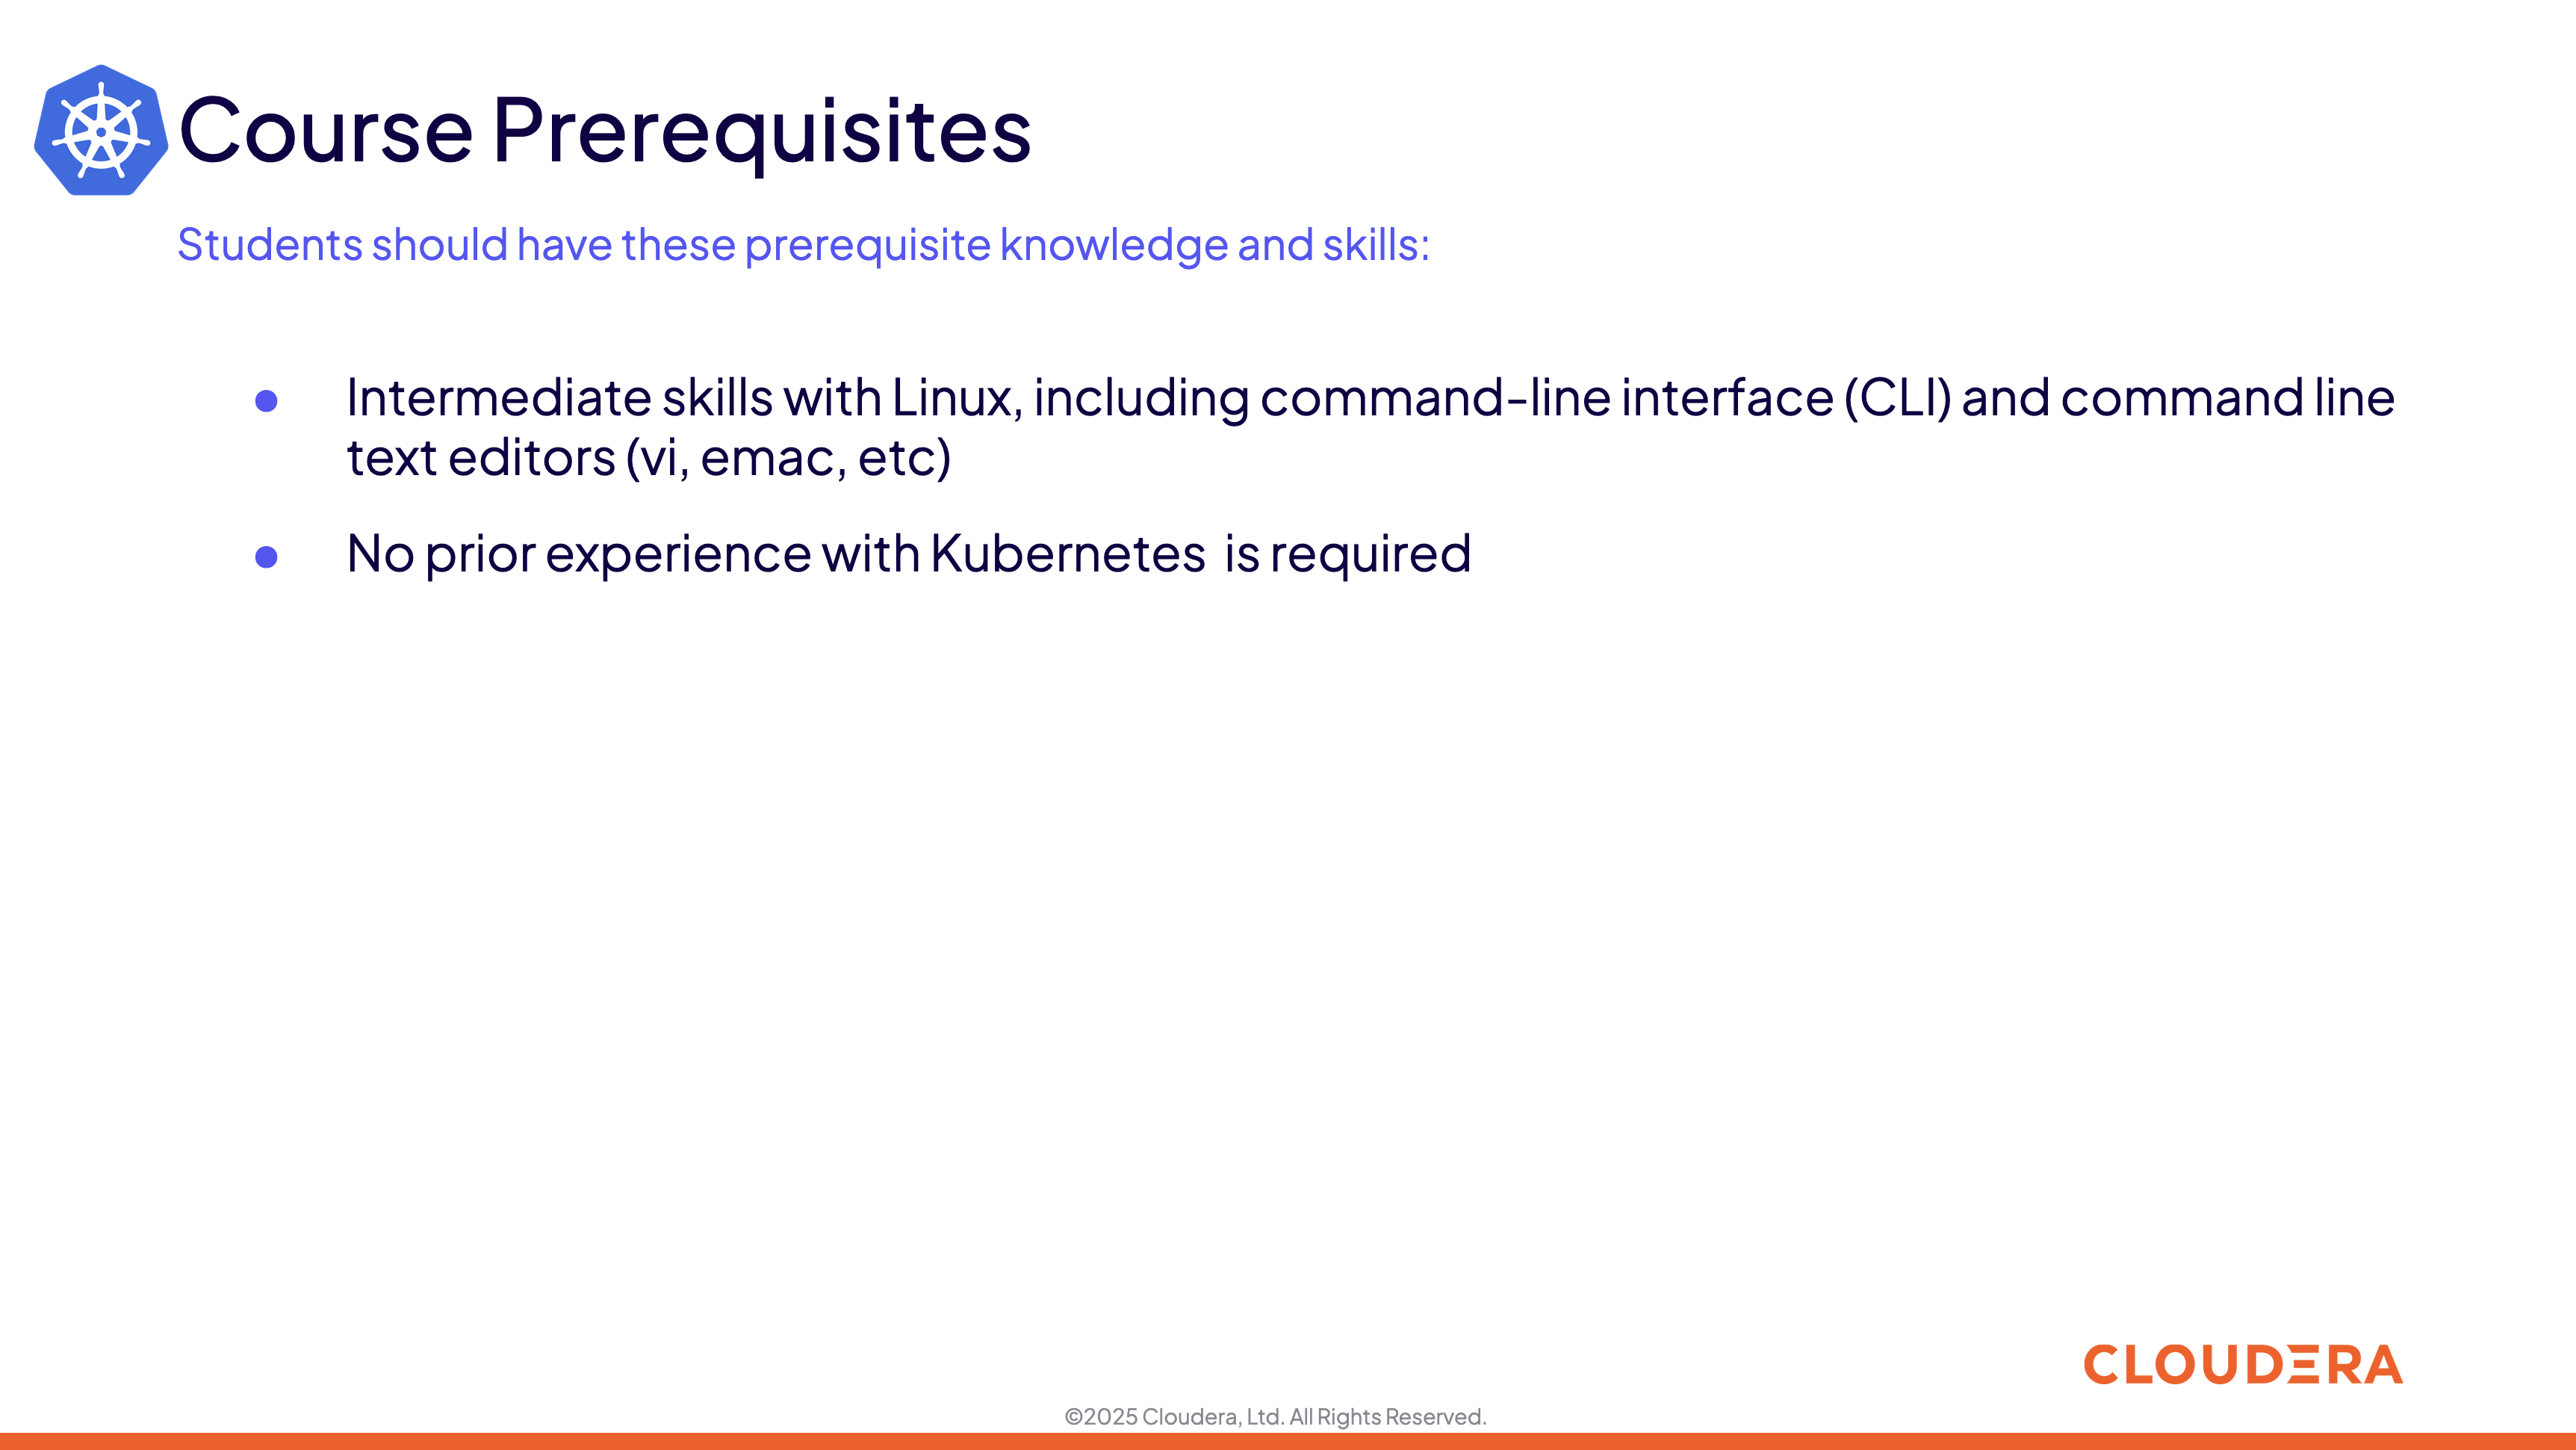 Course Prerequisites
Students should have these prerequisite knowledge and skills:
● Intermediate skills with Linux, including command-line interface (CLI) and command line
text editors (vi, emac, etc)
● No prior experience with Kubernetes  is required
CLOUDERA
©2025 Cloudera, Ltd. All Rights Reserved.